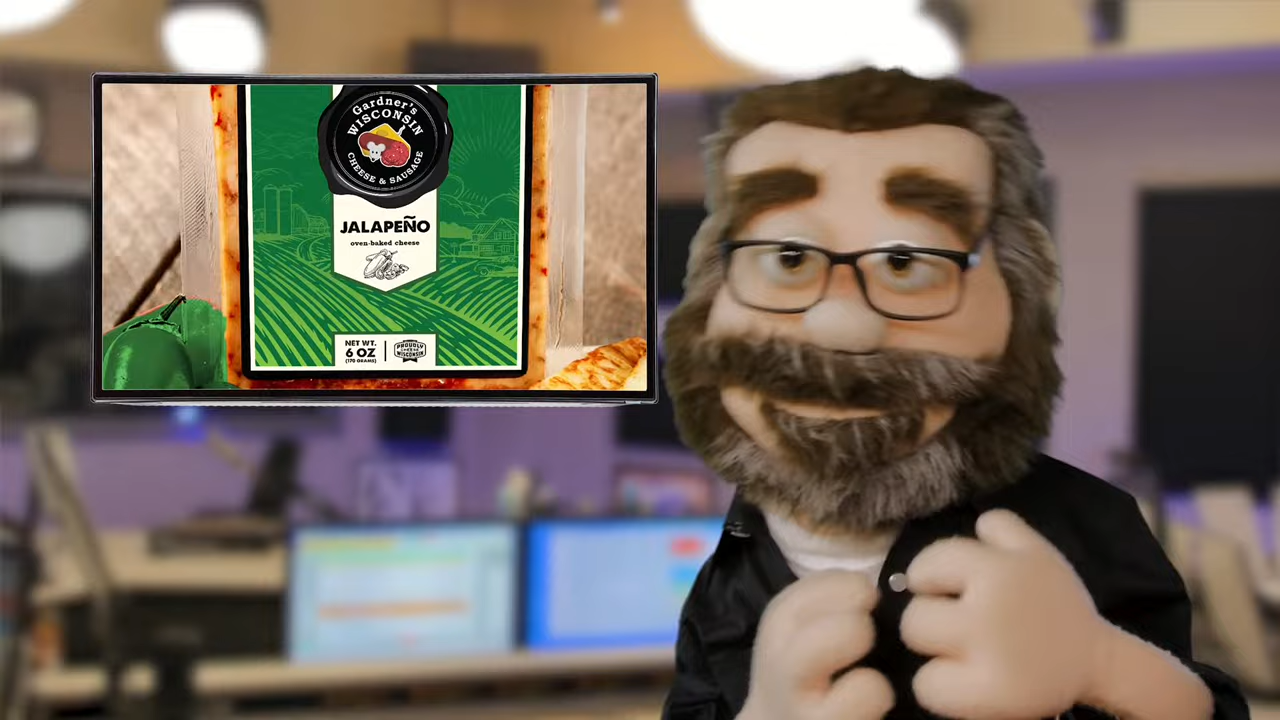 Gardner's
WISCONSIN
CHEESE & SAUSAGE
JALAPEÑO
oven-baked cheese
NET WT.
6 OZ
(170 GRAMS)
PROUDLY
WISCONSIN